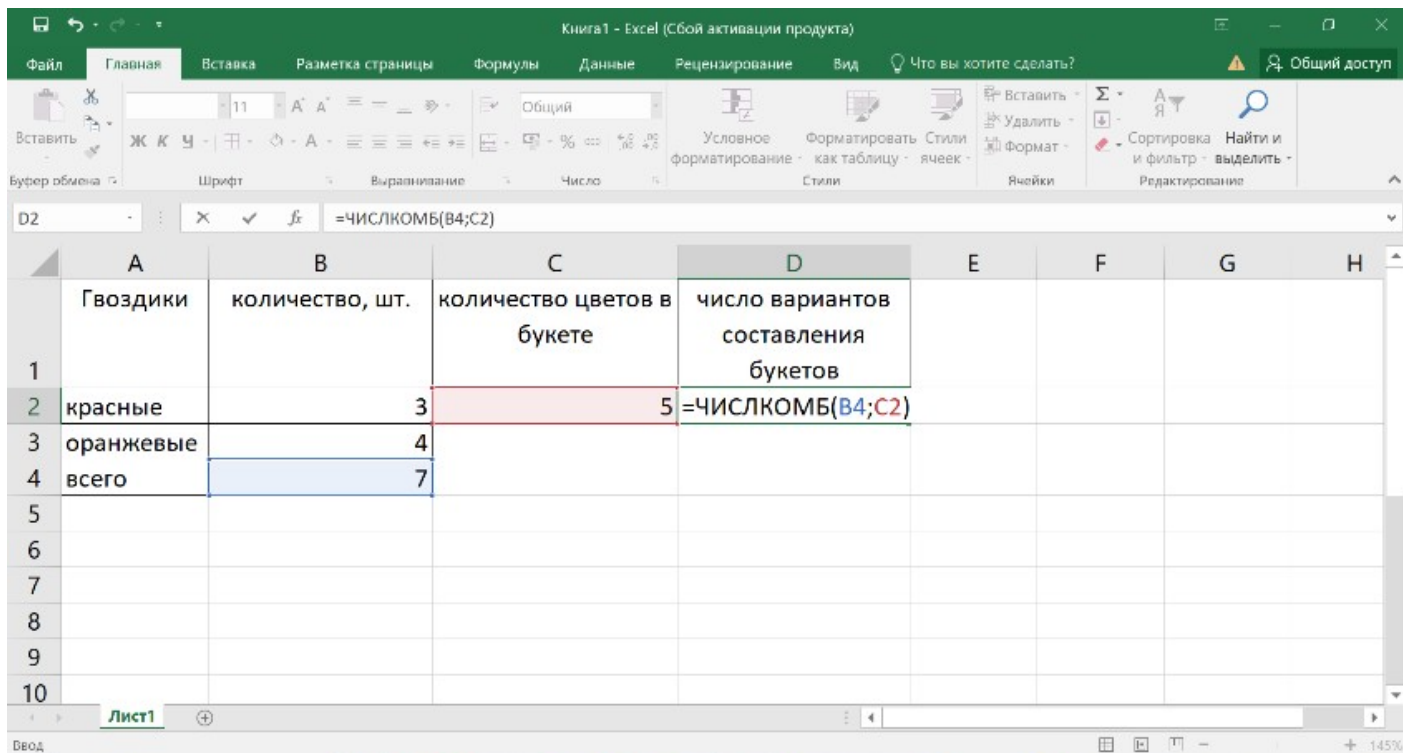 Книга1 - Excel (Сбой активации продукта)
Файл Главная Вставка Разметка страницы Формулы Данные Рецензирование Вид Что вы хотите сделать? Общий доступ
Вставить
11
Ж К Ч
Общий
Условное форматирование
Форматировать как таблицу
Стили ячеек
Вставить
Удалить
Формат
Сортировка и фильтр
Найти и выделить
Буфер обмена Шрифт Выравнивание Число Стили Ячейки Редактирование
D2 =ЧИСЛКОМБ(B4;C2)
A B C D E F G H
1 Гвоздики количество, шт. количество цветов в букете число вариантов составления букетов
2 красные 3 5 =ЧИСЛКОМБ(B4;C2)
3 оранжевые 4
4 всего 7
5
6
7
8
9
10
Лист1
Ввод 145%